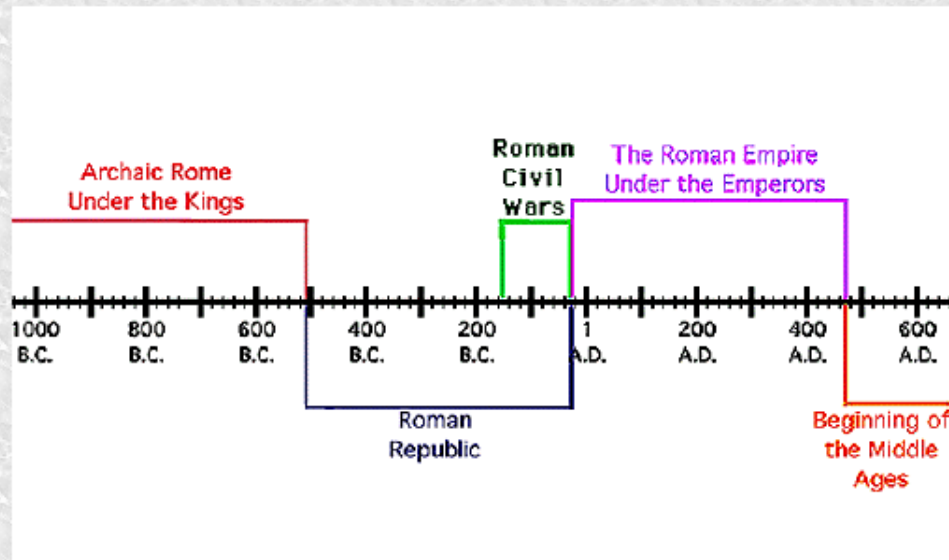 Archaic Rome
Under the Kings
Roman
Civil
Wars
The Roman Empire
Under the Emperors
1000 800 600 400 200 1 200 400 600
B.C. B.C. B.C. B.C. B.C. A.D. A.D. A.D. A.D.
Roman
Republic
Beginning of
the Middle
Ages